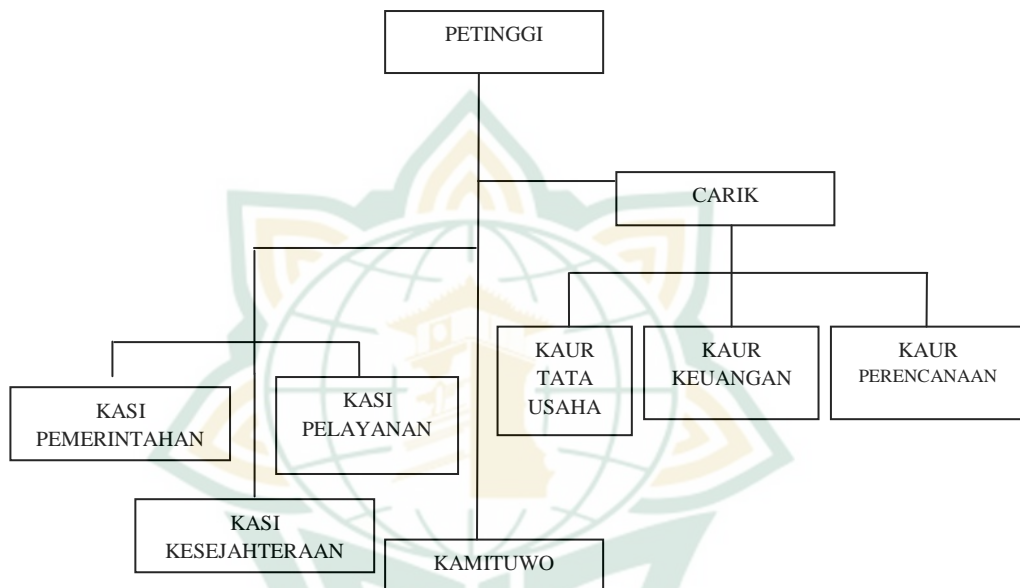 PETINGGI
CARIK
KAUR
TATA
USAHA
KAUR
KEUANGAN
KAUR
PERENCANAAN
KASI
PEMERINTAHAN
KASI
PELAYANAN
KASI
KESEJAHTERAAN
KAMITUWO